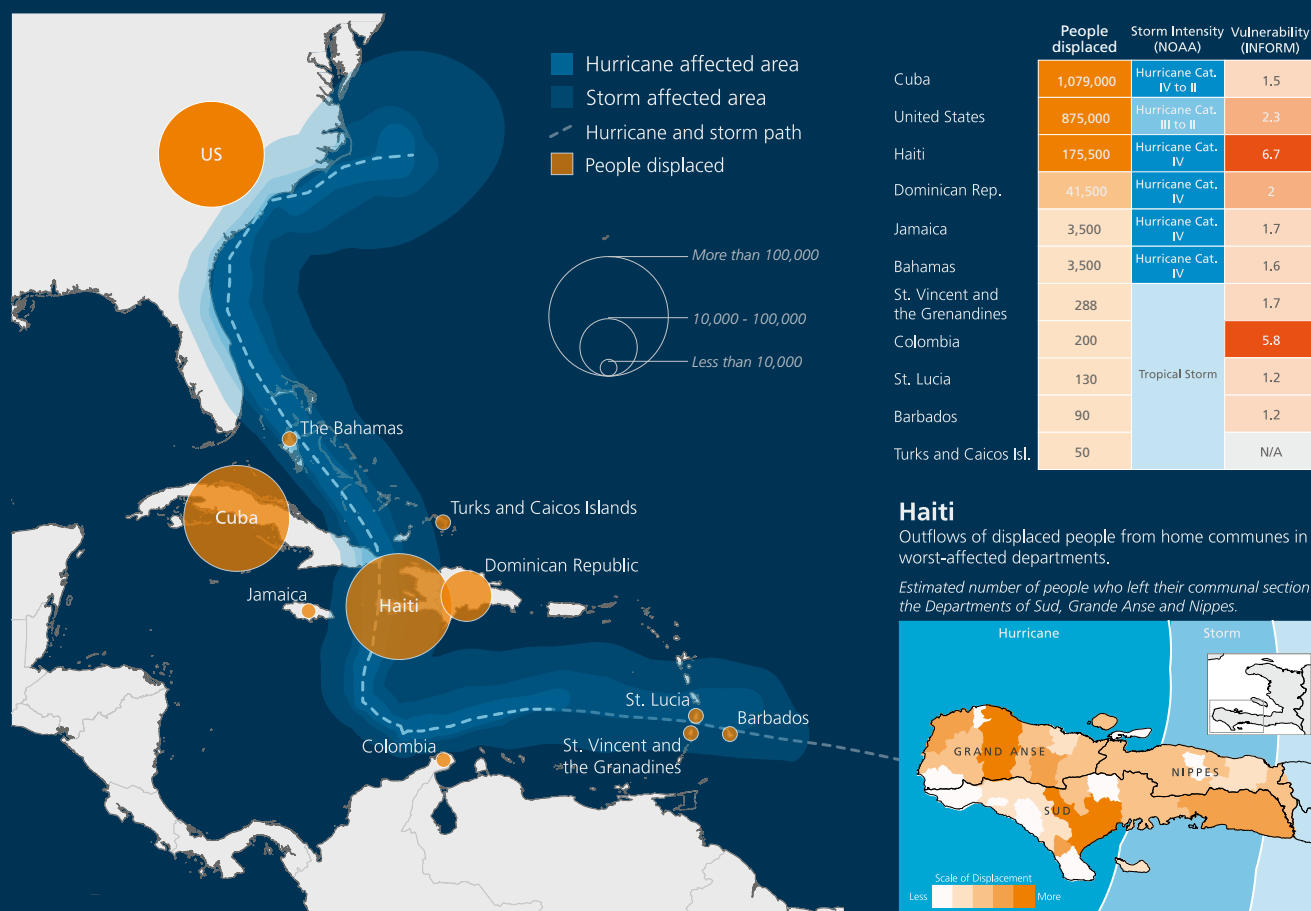 US
Hurricane affected area
Storm affected area
Hurricane and storm path
People displaced
More than 100,000
10,000 - 100,000
Less than 10,000
The Bahamas
Cuba
Turks and Caicos Islands
Dominican Republic
Jamaica
Haiti
St. Lucia
Barbados
Colombia
St. Vincent and
the Granadines
People
displaced
Storm Intensity
(NOAA)
Vulnerability
(INFORM)
Cuba
1,079,000
Hurricane Cat.
IV to II
1.5
United States
875,000
Hurricane Cat.
III to II
2.3
Haiti
175,500
Hurricane Cat.
IV
6.7
Dominican Rep.
41,500
Hurricane Cat.
IV
2
Jamaica
3,500
Hurricane Cat.
IV
1.7
Bahamas
3,500
Hurricane Cat.
IV
1.6
St. Vincent and
the Grenandines
288
1.7
Colombia
200
5.8
St. Lucia
130
Tropical Storm
1.2
Barbados
90
1.2
Turks and Caicos Isl.
50
N/A
Haiti
Outflows of displaced people from home communes in
worst-affected departments.
Estimated number of people who left their communal section
the Departments of Sud, Grande Anse and Nippes.
Hurricane
Storm
GRAND ANSE
NIPPES
SUD
Scale of Displacement
Less
More